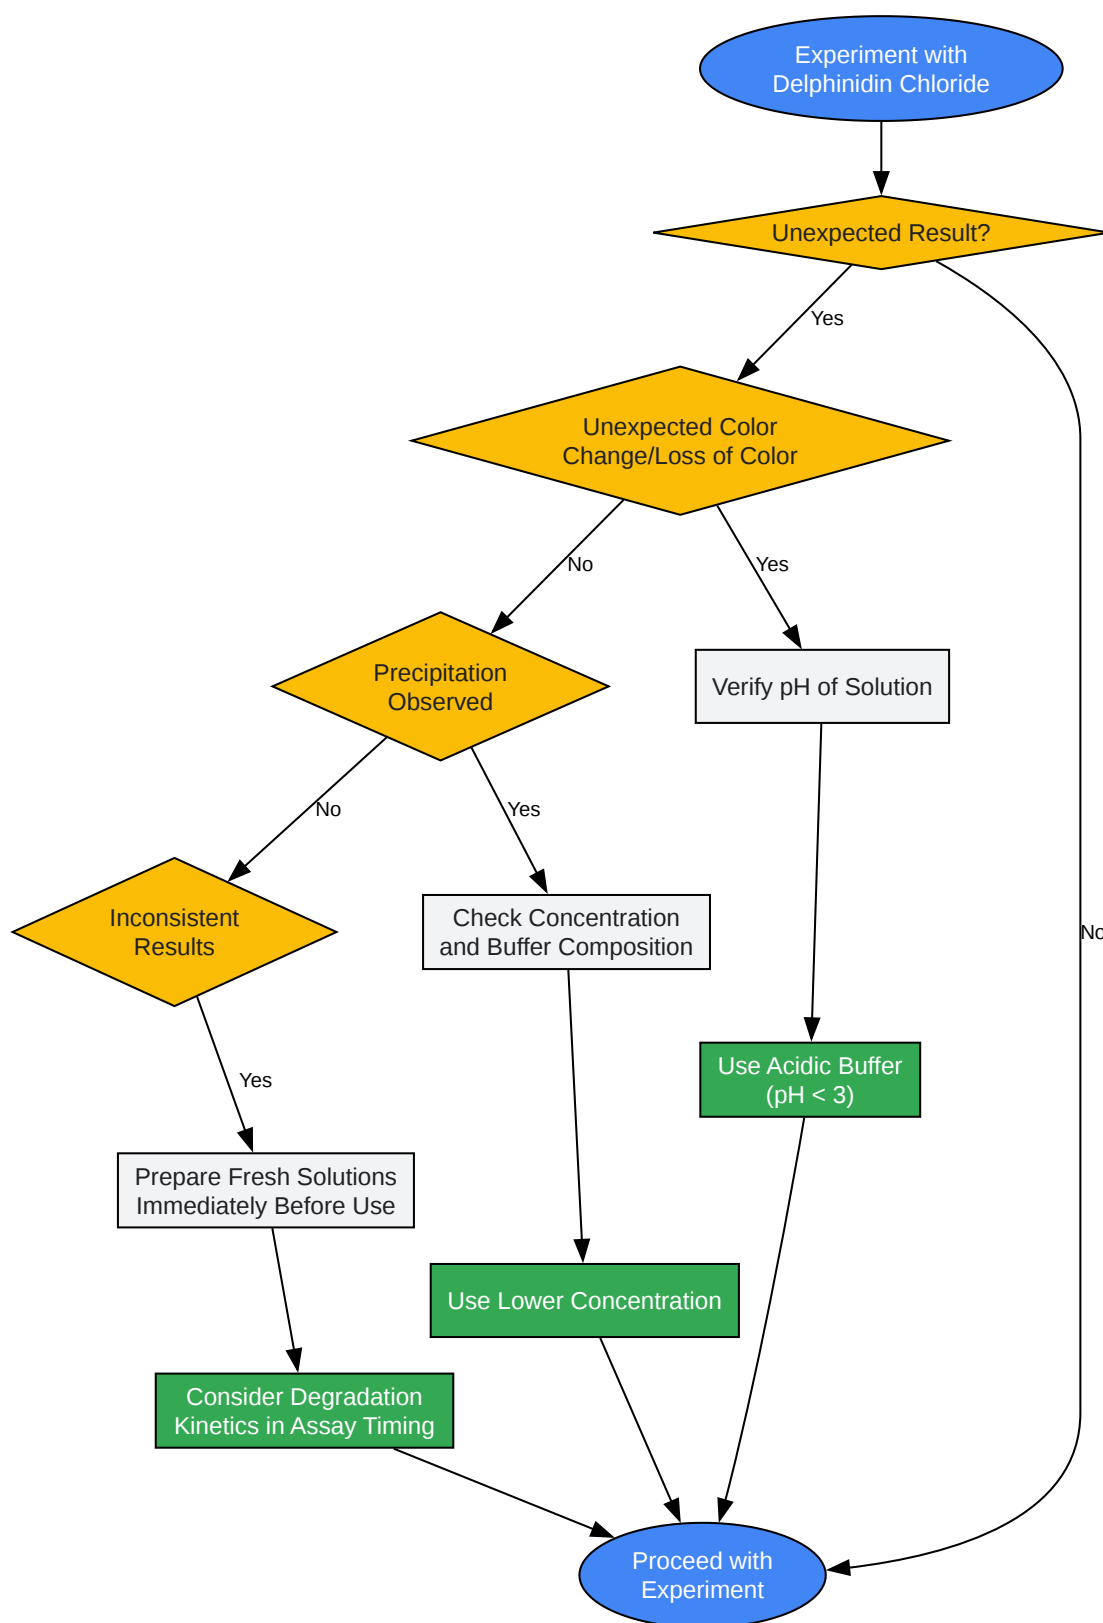 Experiment with
Delphinidin Chloride
Unexpected Result?
Yes
Unexpected Color
Change/Loss of Color
No
Yes
Precipitation
Observed
Verify pH of Solution
No
Yes
Inconsistent
Results
Check Concentration
and Buffer Composition
No
Use Acidic Buffer
(pH < 3)
Yes
Prepare Fresh Solutions
Immediately Before Use
Use Lower Concentration
Consider Degradation
Kinetics in Assay Timing
Proceed with
Experiment